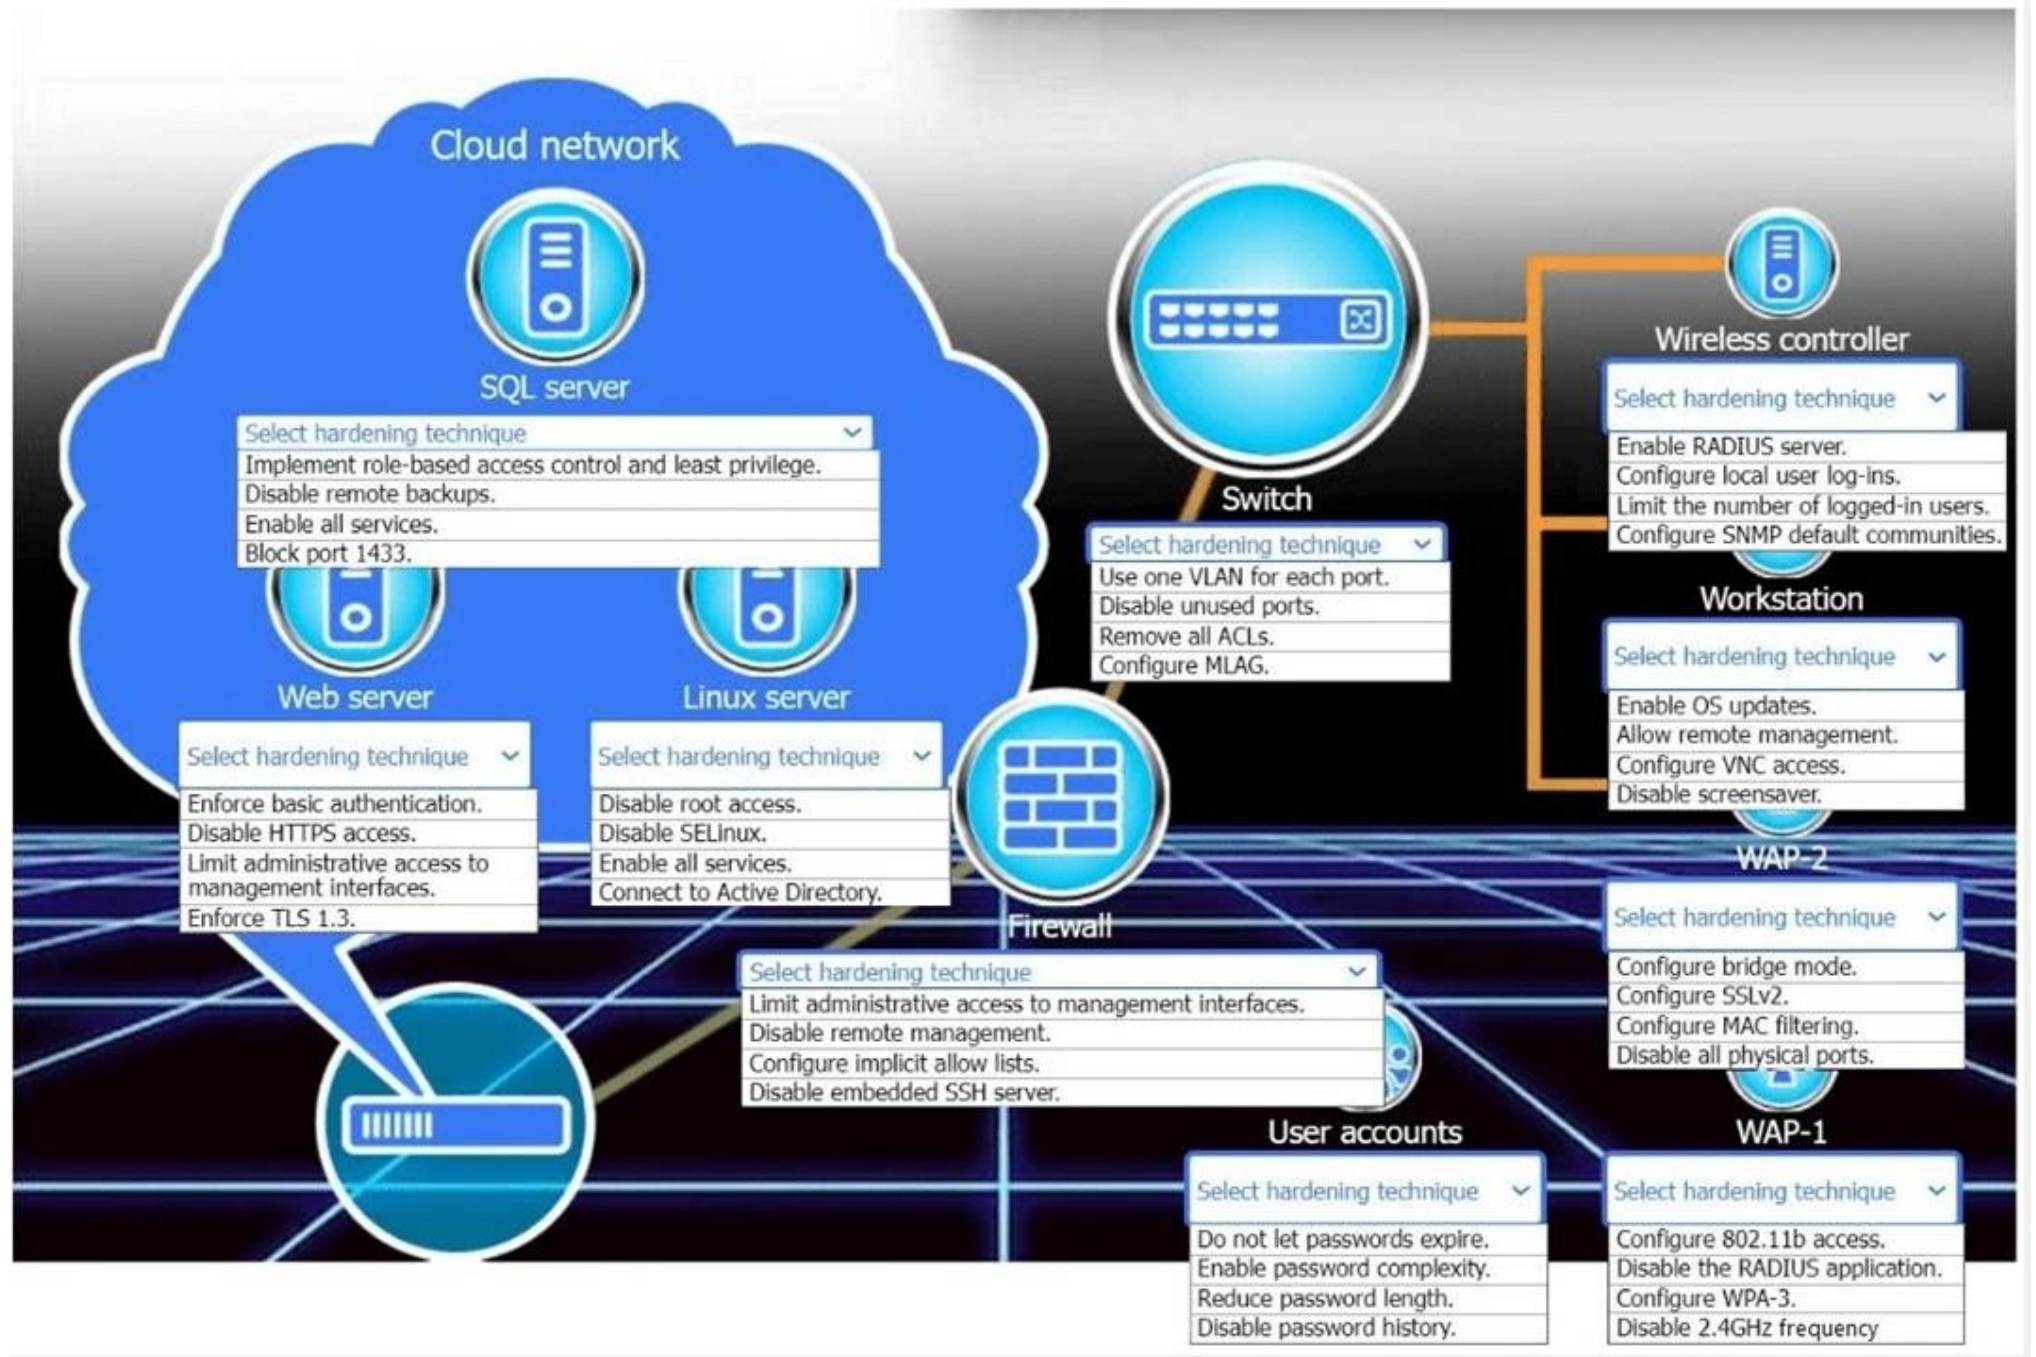 Cloud network
SQL server
Select hardening technique
Implement role-based access control and least privilege.
Disable remote backups.
Enable all services.
Block port 1433.
Web server
Select hardening technique
Enforce basic authentication.
Disable HTTPS access.
Limit administrative access to
management interfaces.
Enforce TLS 1.3.
Linux server
Select hardening technique
Disable root access.
Disable SELinux.
Enable all services.
Connect to Active Directory.
Switch
Select hardening technique
Use one VLAN for each port.
Disable unused ports.
Remove all ACLs.
Configure MLAG.
Firewall
Select hardening technique
Limit administrative access to management interfaces.
Disable remote management.
Configure implicit allow lists.
Disable embedded SSH server.
Wireless controller
Select hardening technique
Enable RADIUS server.
Configure local user log-ins.
Limit the number of logged-in users.
Configure SNMP default communities.
Workstation
Select hardening technique
Enable OS updates.
Allow remote management.
Configure VNC access.
Disable screensaver.
WAP-2
Select hardening technique
Configure bridge mode.
Configure SSLv2.
Configure MAC filtering.
Disable all physical ports.
User accounts
Select hardening technique
Do not let passwords expire.
Enable password complexity.
Reduce password length.
Disable password history.
WAP-1
Select hardening technique
Configure 802.11b access.
Disable the RADIUS application.
Configure WPA-3.
Disable 2.4GHz frequency